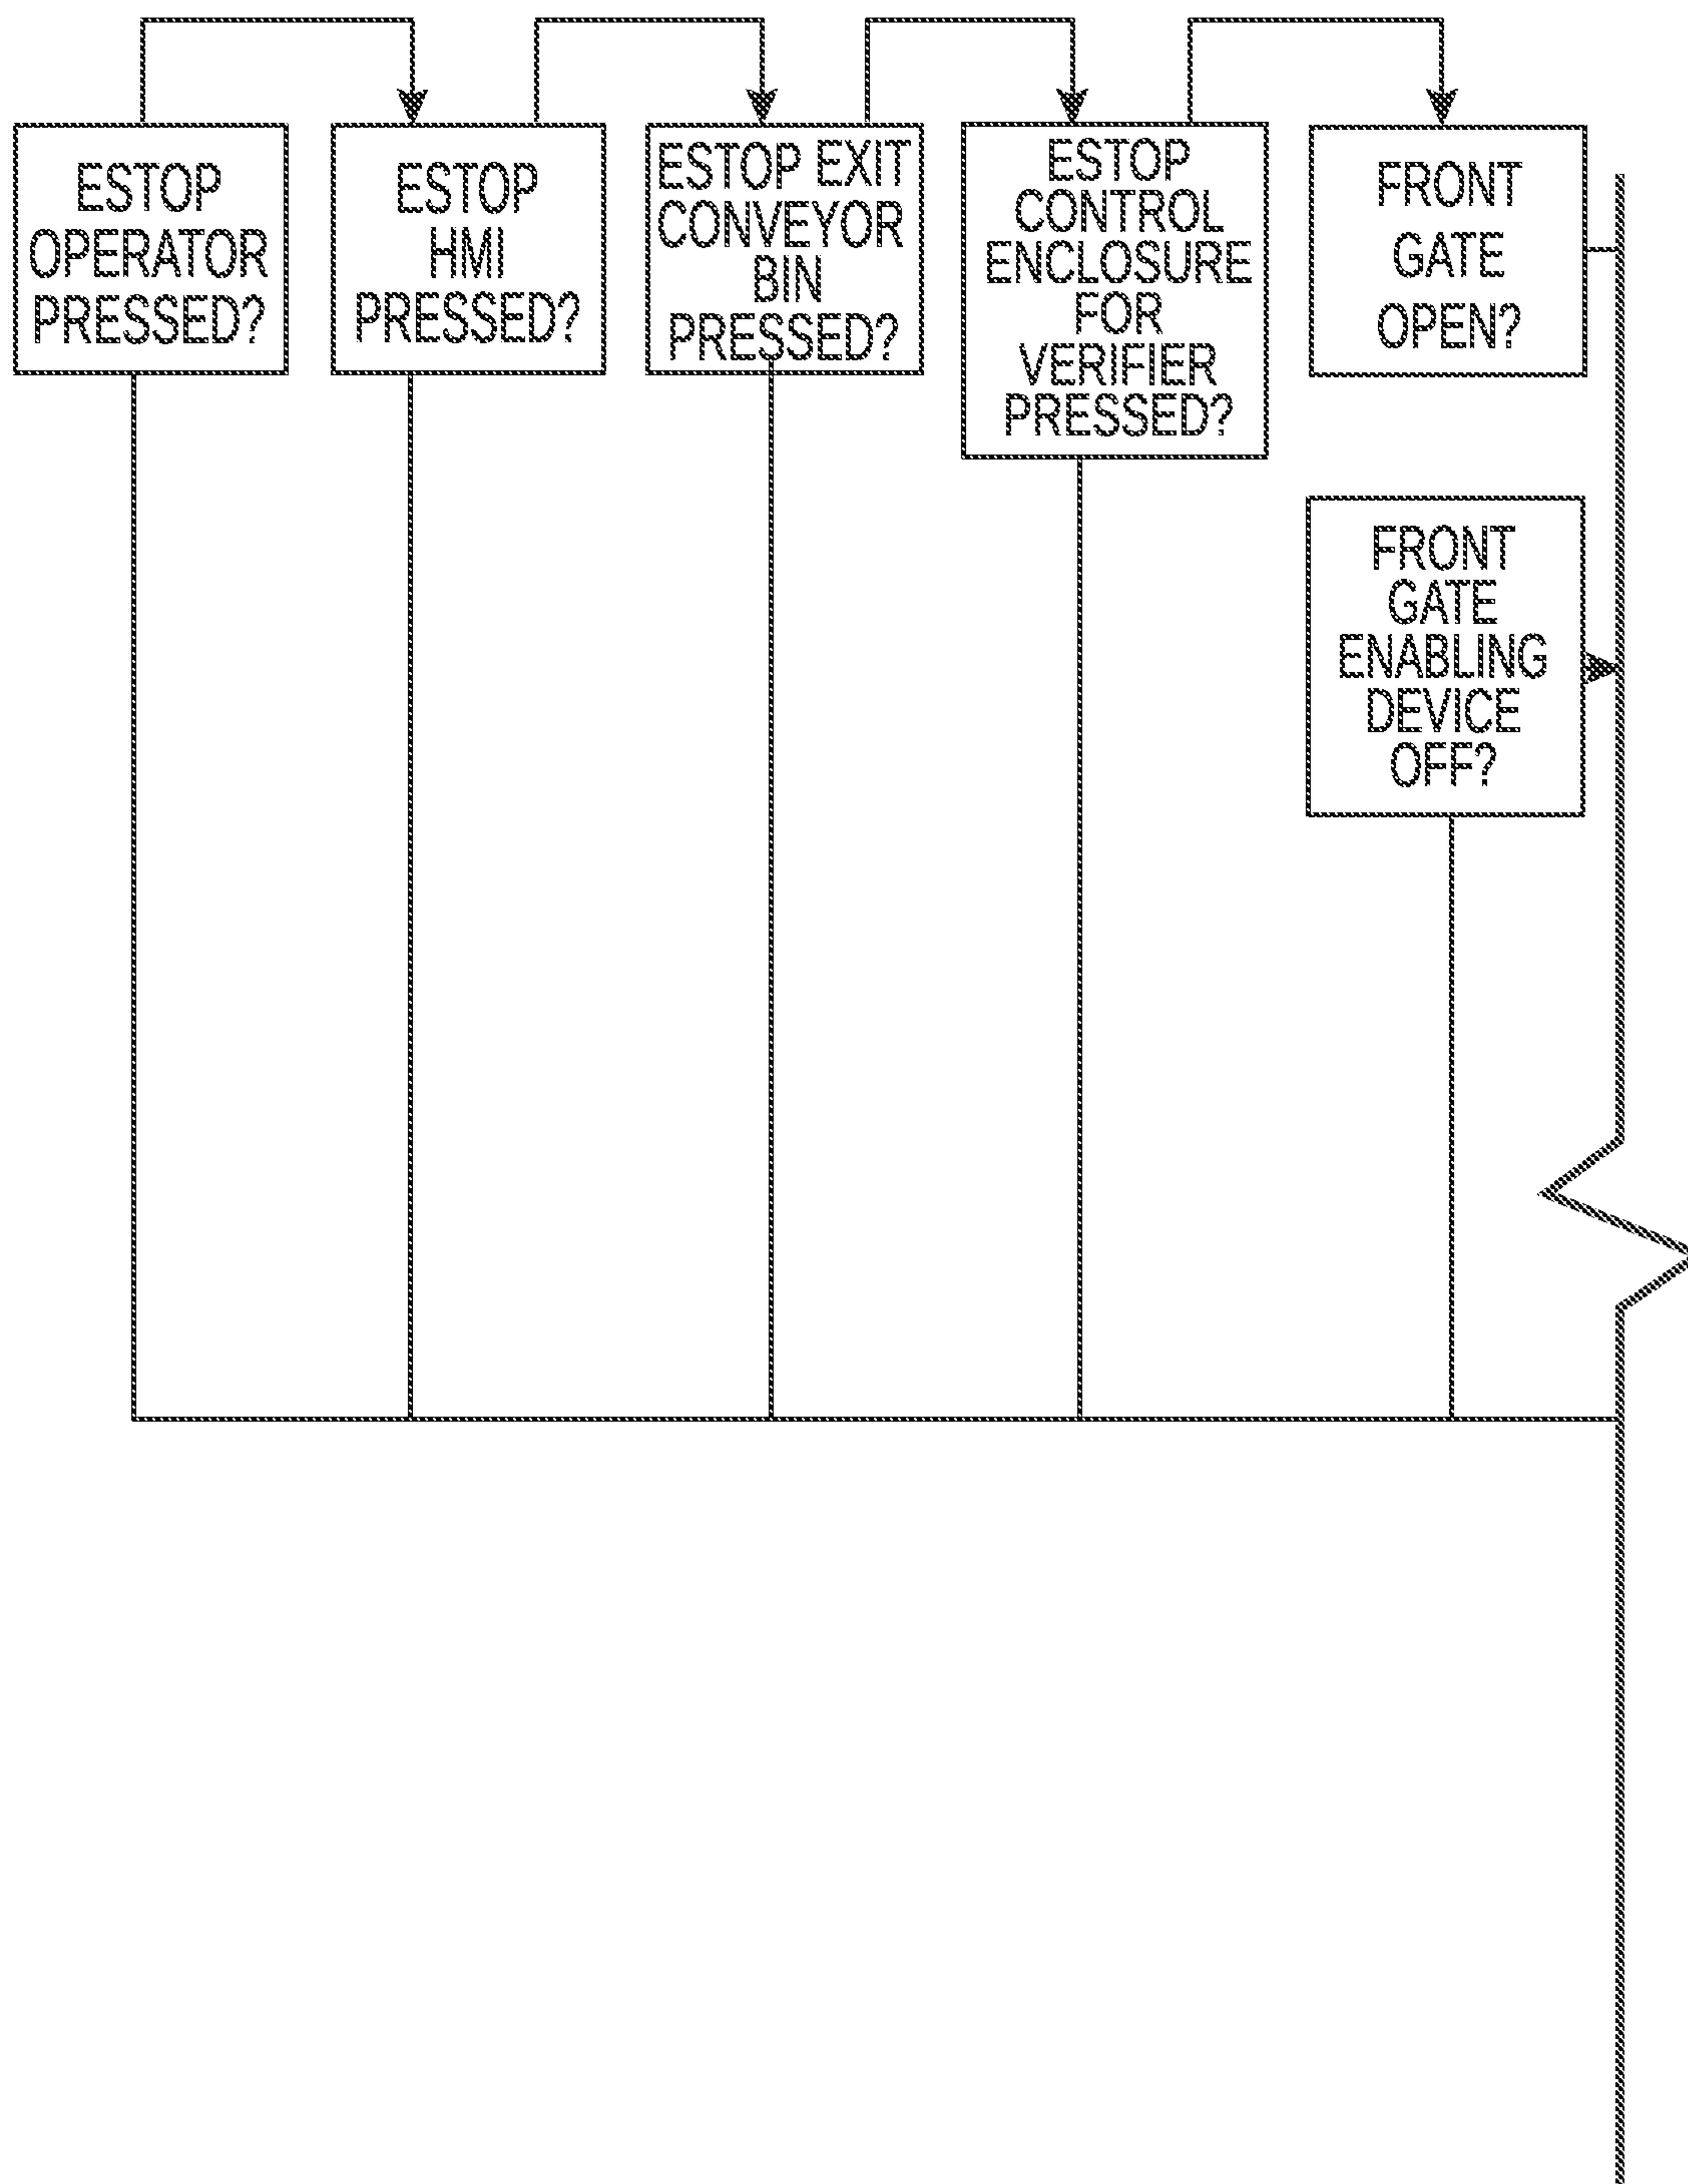 ESTOP
OPERATOR
PRESSED?
ESTOP
HMI
PRESSED?
ESTOP EXIT
CONVEYOR
BIN
PRESSED?
ESTOP
CONTROL
ENCLOSURE
FOR
VERIFIER
PRESSED?
FRONT
GATE
OPEN?
FRONT
GATE
ENABLING
DEVICE
OFF?